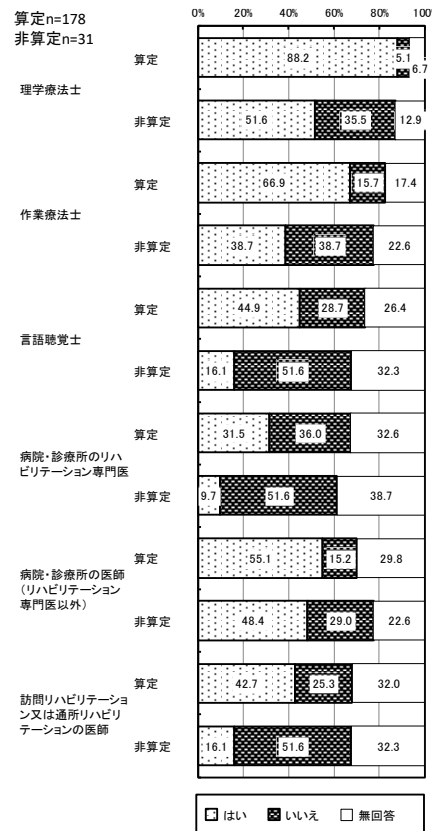 算定n=178
非算定n=31
0% 20% 40% 60% 80% 100%
理学療法士
算定 88.2 5.1 6.7
非算定 51.6 35.5 12.9
作業療法士
算定 66.9 15.7 17.4
非算定 38.7 38.7 22.6
言語聴覚士
算定 44.9 28.7 26.4
非算定 16.1 51.6 32.3
病院・診療所のリハ
ビリテーション専門医
算定 31.5 36.0 32.6
非算定 9.7 51.6 38.7
病院・診療所の医師
(リハビリテーション
専門医以外)
算定 55.1 15.2 29.8
非算定 48.4 29.0 22.6
訪問リハビリテーショ
ン又は通所リハビリ
テーションの医師
算定 42.7 25.3 32.0
非算定 16.1 51.6 32.3
はい いいえ 無回答